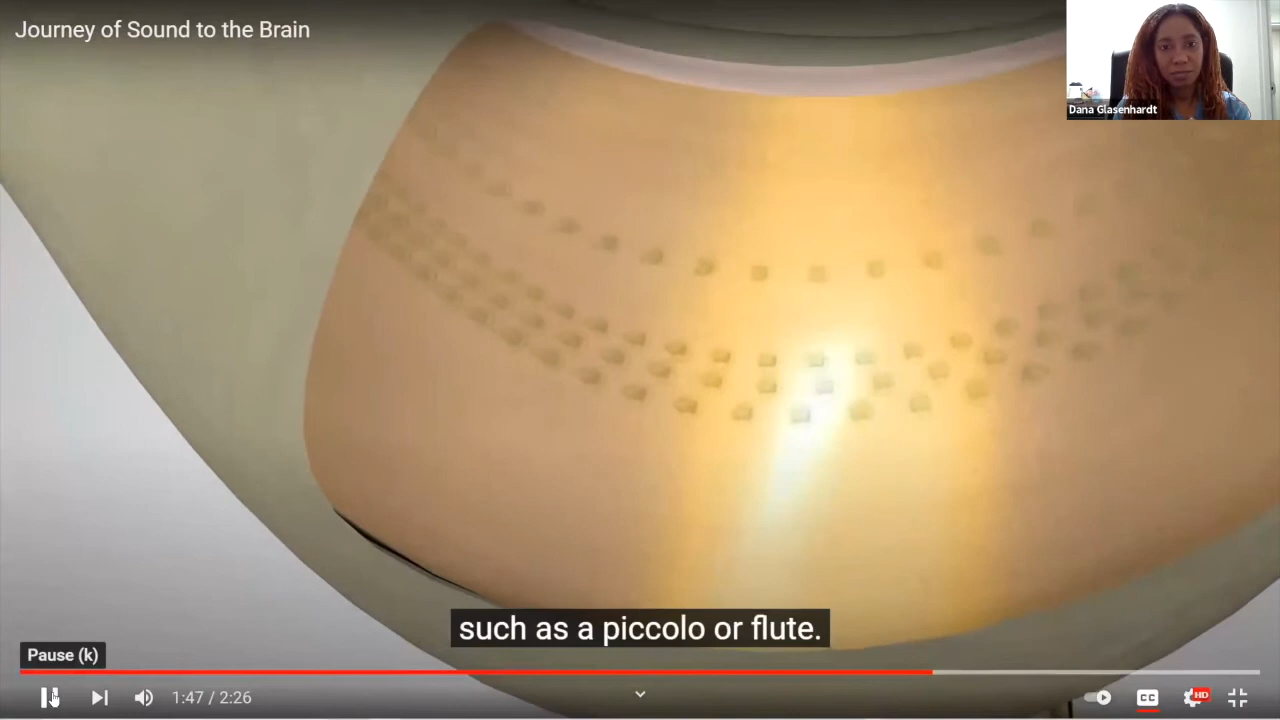 Journey of Sound to the Brain
Dana Glasenhardt
such as a piccolo or flute.
Pause (k)
1:47 / 2:26
CC
HD